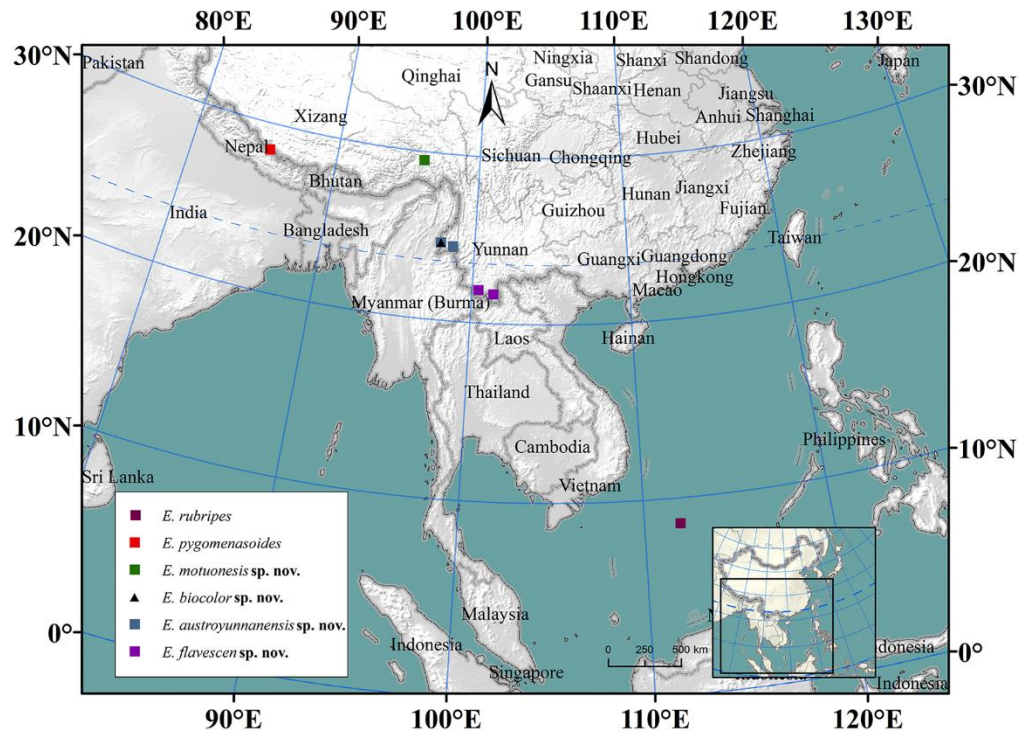 80°E 90°E 100°E 110°E 120°E 130°E
30°N
30°N
20°N
20°N
10°N
10°N
0°
0°
90°E 100°E 110°E 120°E
Pakistan
Qinghai
N
Ningxia
Shanxi
Shandong
Japan
Gansu
Shaanxi
Henan
Jiangsu
Xizang
Anhui
Shanghai
Hubei
Nepal
Sichuan
Chongqing
Zhejiang
Bhutan
Hunan
Jiangxi
India
Guizhou
Fujian
Bangladesh
Yunnan
Taiwan
Guangxi
Guangdong
Hongkong
Macao
Myanmar (Burma)
Laos
Hainan
Thailand
Cambodia
Philippines
Sri Lanka
Vietnam
E. rubripes
E. pygomenasoides
E. motuonesis sp. nov.
E. biocolor sp. nov.
E. austroyunnanensis sp. nov.
E. flavescen sp. nov.
Malaysia
Indonesia
Singapore
0 250 500 km
ndonesia
Indonesia